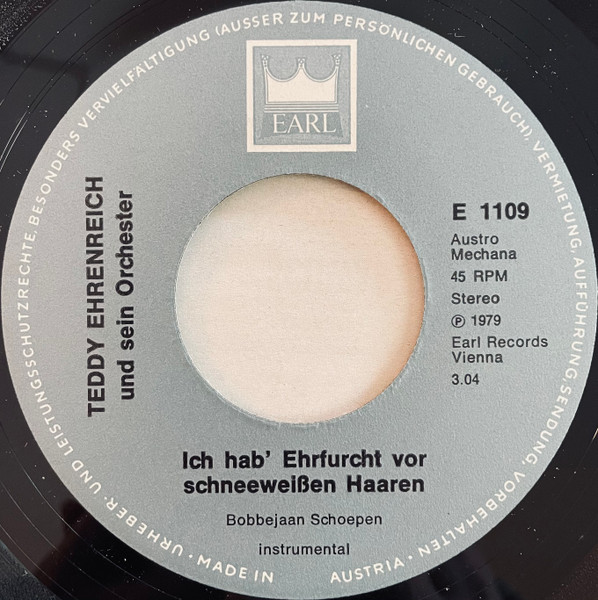 EARL
TEDDY EHRENREICH
und sein Orchester
E 1109
Austro
Mechana
45 RPM
Stereo
℗ 1979
Earl Records
Vienna
3.04
Ich hab' Ehrfurcht vor
schneeweißen Haaren
Bobbejaan Schoepen
instrumental
URHEBER- UND LEISTUNGSSCHUTZRECHTE, BESONDERS VERVIELFÄLTIGUNG (AUSSER ZUM PERSÖNLICHEN GEBRAUCH), VERMIETUNG, AUFFÜHRUNG, SENDUNG, VORBEHALTEN · MADE IN AUSTRIA ·